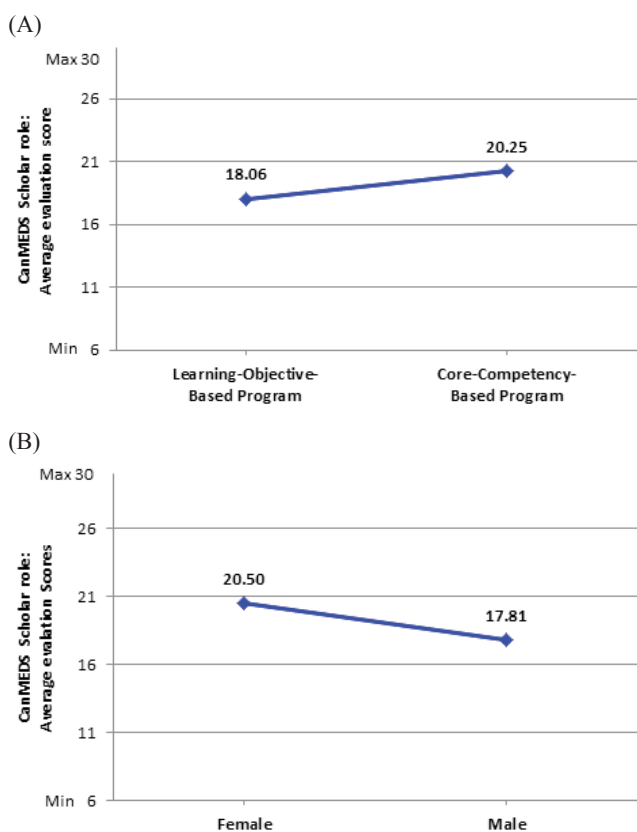 (A)
Max 30
26
21
16
11
Min 6
CanMEDS Scholar role:
Average evaluation score
18.06
20.25
Learning-Objective-
Based Program
Core-Competency-
Based Program
(B)
Max 30
26
21
16
11
Min 6
CanMEDS Scholar role:
Average evalation Scores
20.50
17.81
Female
Male